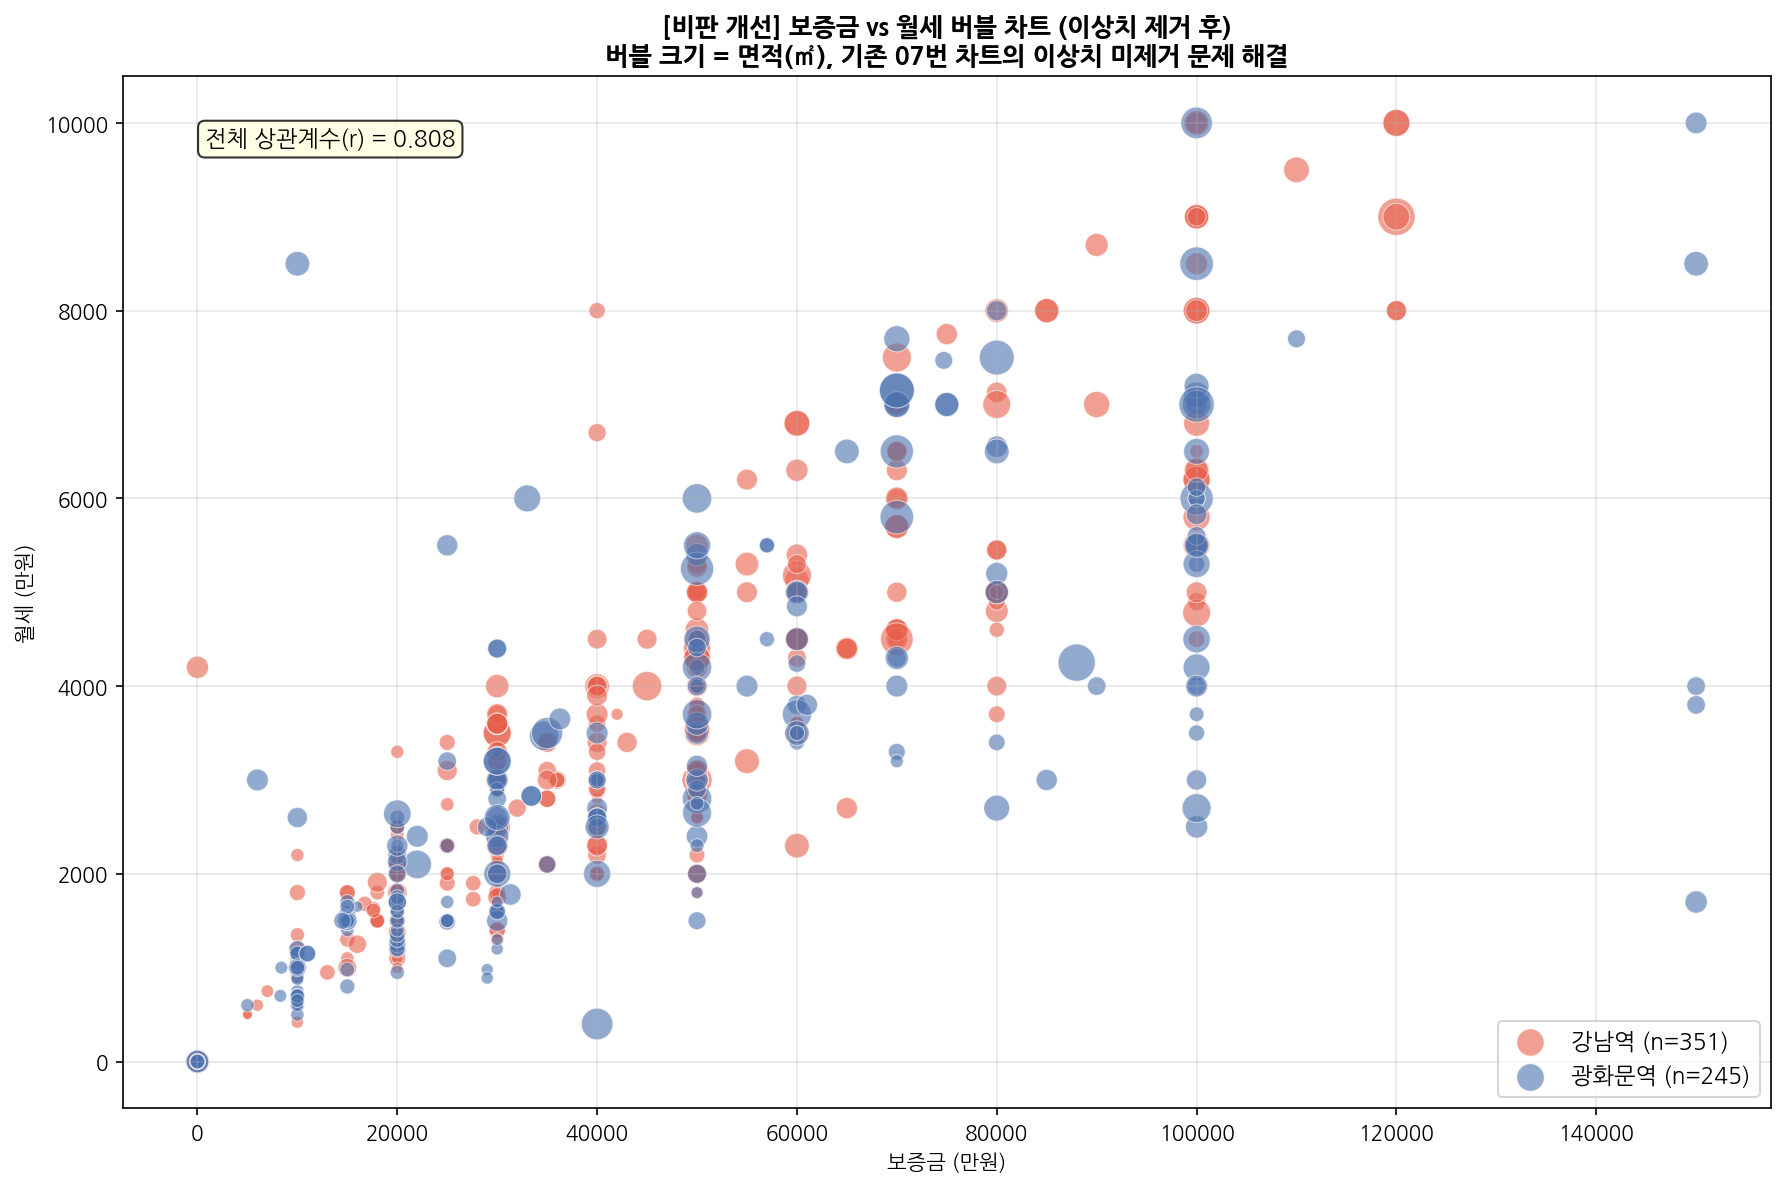 [비판 개선] 보증금 vs 월세 버블 차트 (이상치 제거 후)
버블 크기 = 면적(㎡), 기존 07번 차트의 이상치 미제거 문제 해결
전체 상관계수(r) = 0.808
월세 (만원)
10000
8000
6000
4000
2000
0
강남역 (n=351)
광화문역 (n=245)
0
20000
40000
60000
80000
100000
120000
140000
보증금 (만원)